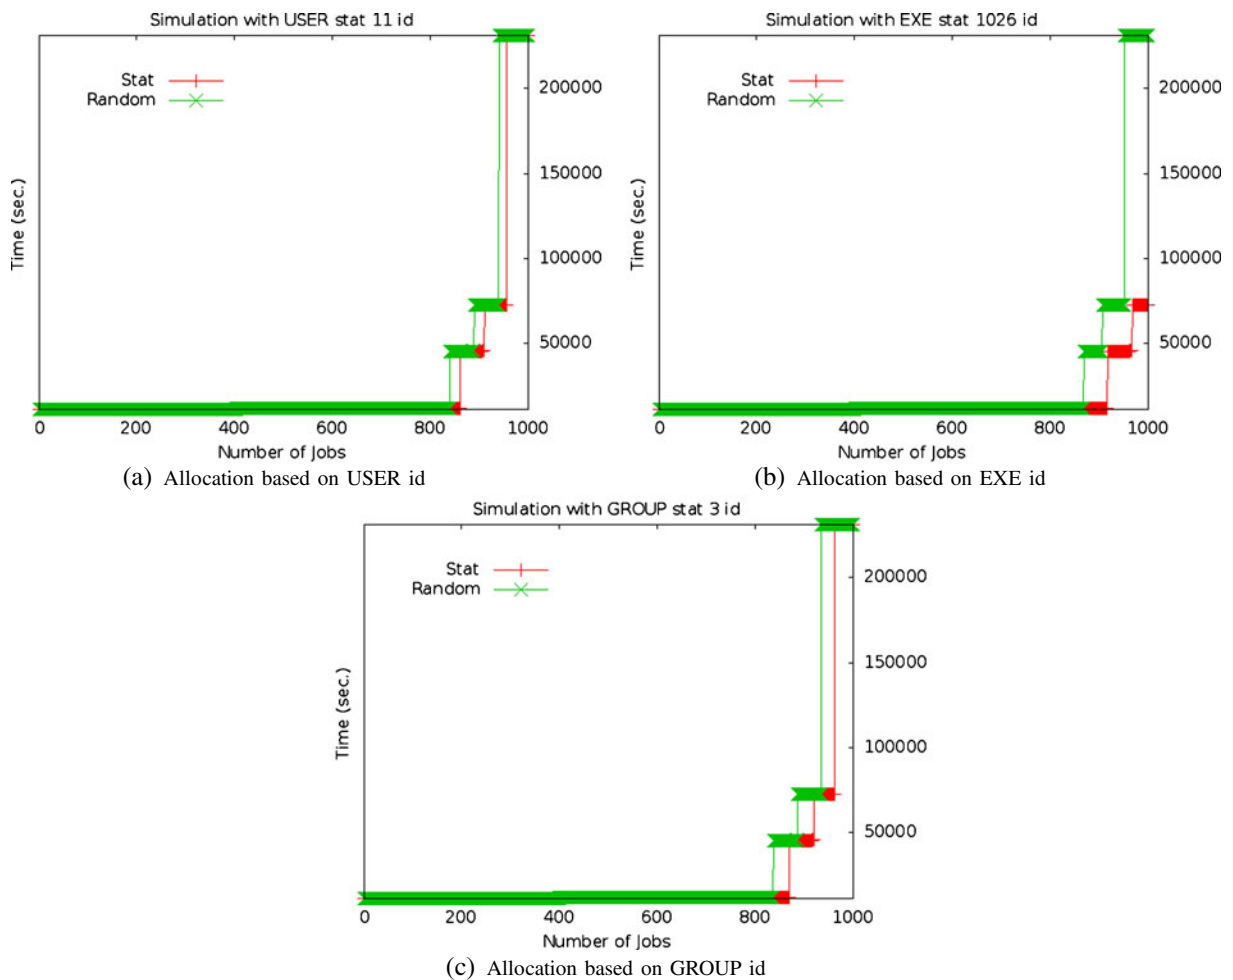 Simulation with USER stat 11 id
Stat
Random
Time (sec.)
200000
150000
100000
50000
0 200 400 600 800 1000
Number of Jobs
(a) Allocation based on USER id
Simulation with EXE stat 1026 id
Stat
Random
Time (sec.)
200000
150000
100000
50000
0 200 400 600 800 1000
Number of Jobs
(b) Allocation based on EXE id
Simulation with GROUP stat 3 id
Stat
Random
Time (sec.)
200000
150000
100000
50000
0 200 400 600 800 1000
Number of Jobs
(c) Allocation based on GROUP id